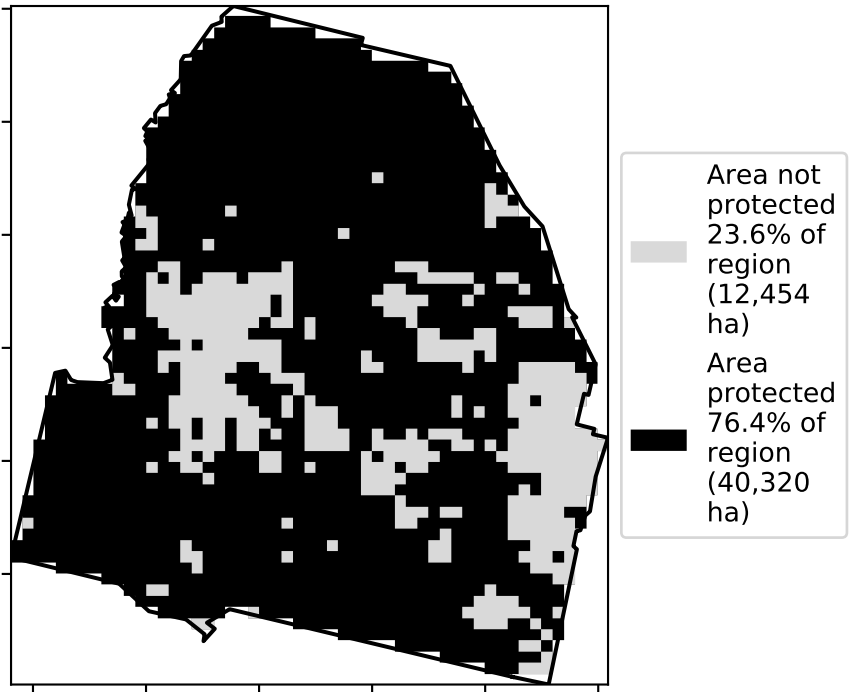 Area not
protected
23.6% of
region
(12,454
ha)
Area
protected
76.4% of
region
(40,320
ha)